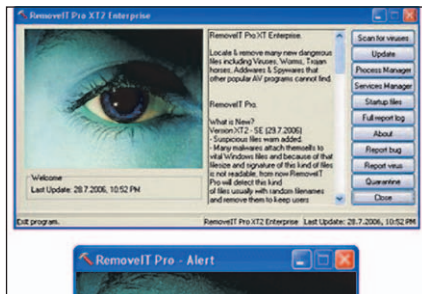 RemoveIT Pro XT2 Enterprise
RemoveIT Pro XT Enterprise.
Locate & remove many new dangerous
files including Viruses, Worms, Trojan
horses, Addwares & Spywares that
other popular AV programs cannot find.
RemoveIT Pro.
What is New?
Version XT2 - SE (29.7.2006)
- Suspicious files warn added.
- Many malwares attach themsells to
vital Windows files and because of that
filesize and signature of this kind of files
is not readable, from now RemoveIT
Pro will detect this kind
of files usually with random filenames
and remove them to keep users
Scan for viruses
Update
Process Manager
Services Manager
Startup files
Full report log
About
Report bug
Report virus
Quarantine
Close
Welcome
Last Update: 28.7.2006, 10:52 PM
Exit program.
RemoveIT Pro XT2 Enterprise Last Update: 28.7.2006, 10:52 PM
RemoveIT Pro - Alert